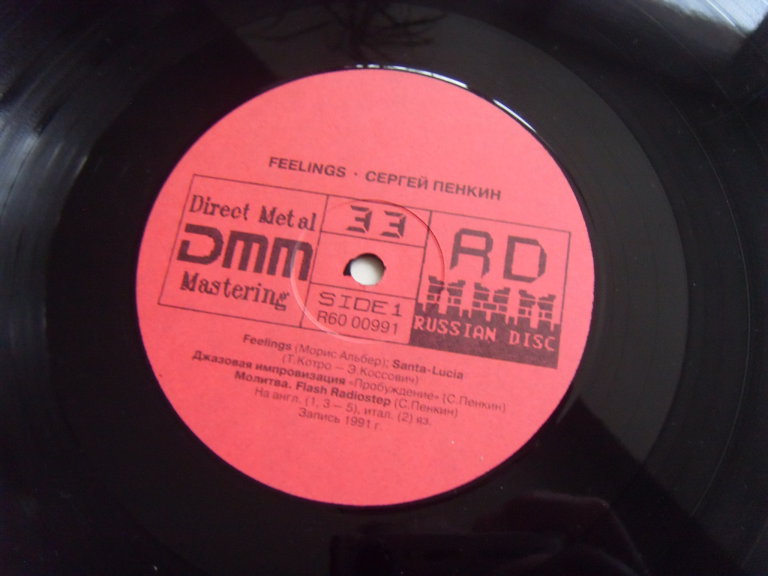 FEELINGS · СЕРГЕЙ ПЕНКИН
Direct Metal
DMM
Mastering
33
SIDE 1
R60 00991
RD
RUSSIAN DISC
Feelings (Морис Альбер); Santa-Lucia
(Т.Котро — Э.Коссович)
Джазовая импровизация «Пробуждение» (С.Пенкин)
Молитва. Flash Radiostep (С.Пенкин)
На англ. (1, 3 — 5), итал. (2) яз.
Запись 1991 г.